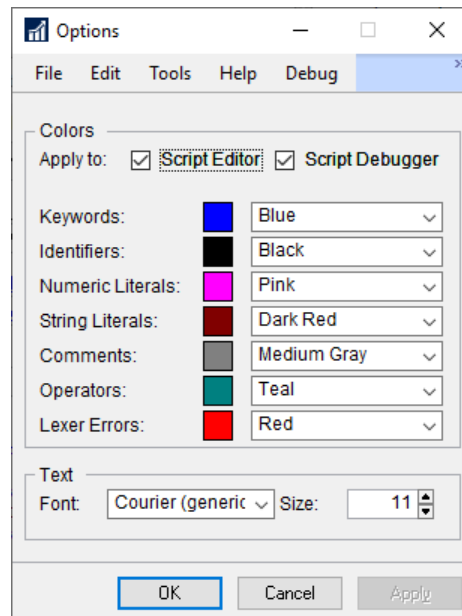 Options
File Edit Tools Help Debug
Colors
Apply to: Script Editor Script Debugger
Keywords: Blue
Identifiers: Black
Numeric Literals: Pink
String Literals: Dark Red
Comments: Medium Gray
Operators: Teal
Lexer Errors: Red
Text
Font: Courier (generic Size: 11
OK Cancel Apply